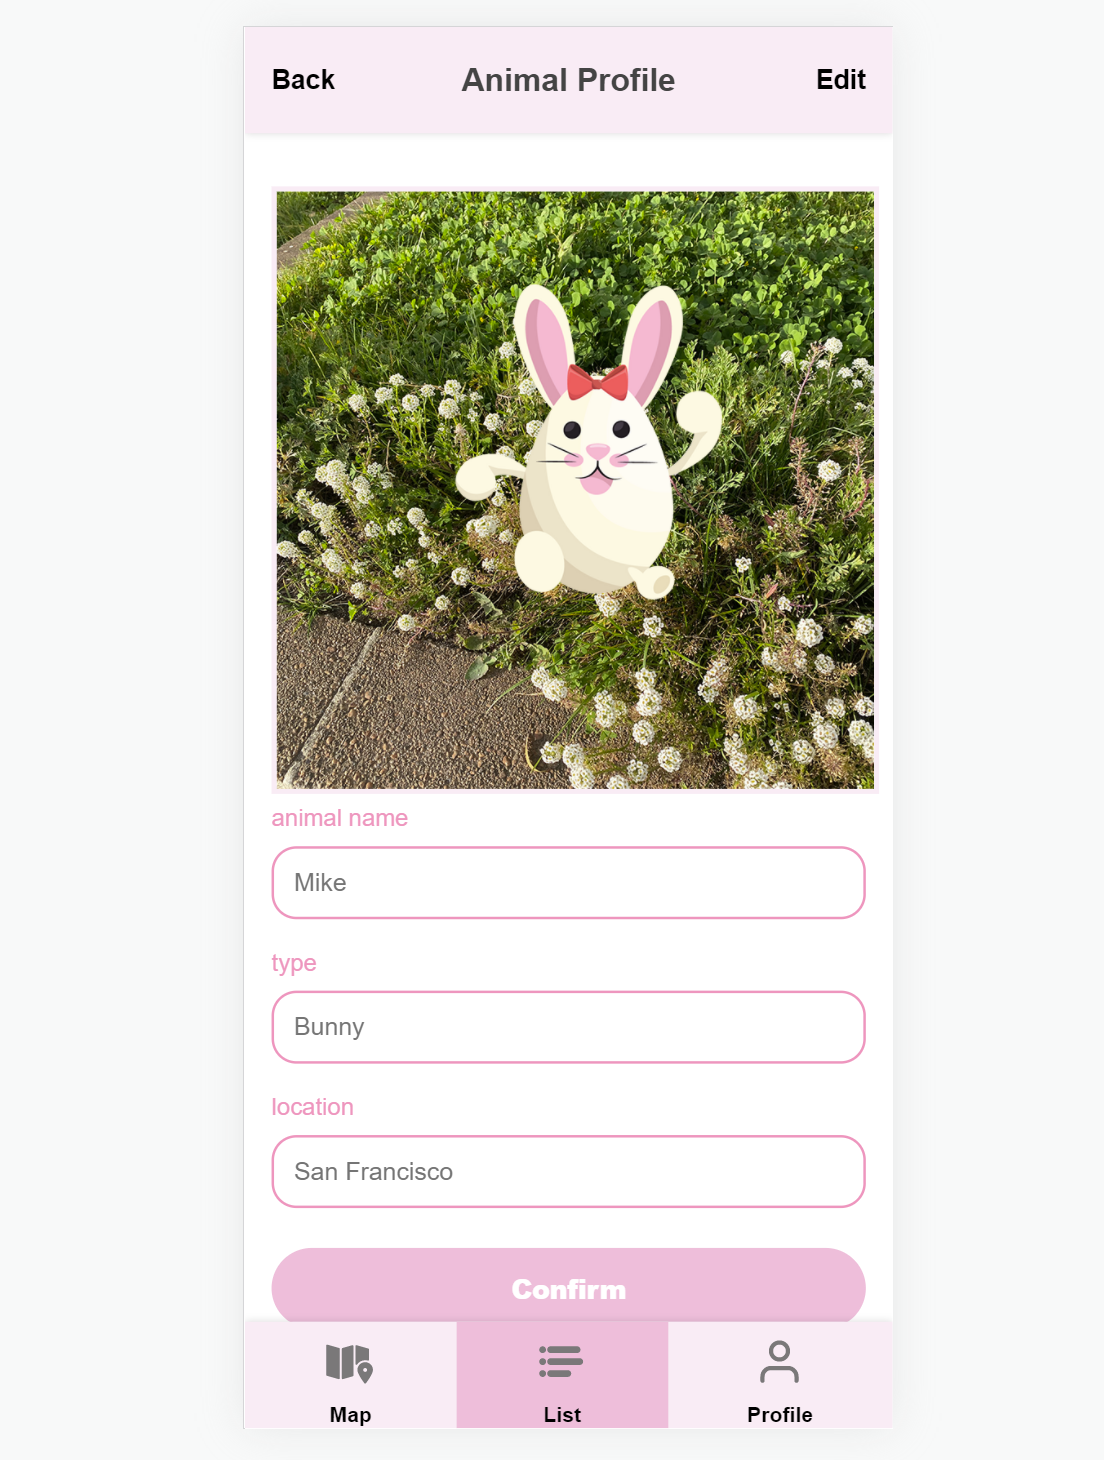 Back
Animal Profile
Edit
animal name
Mike
type
Bunny
location
San Francisco
Confirm
Map
List
Profile